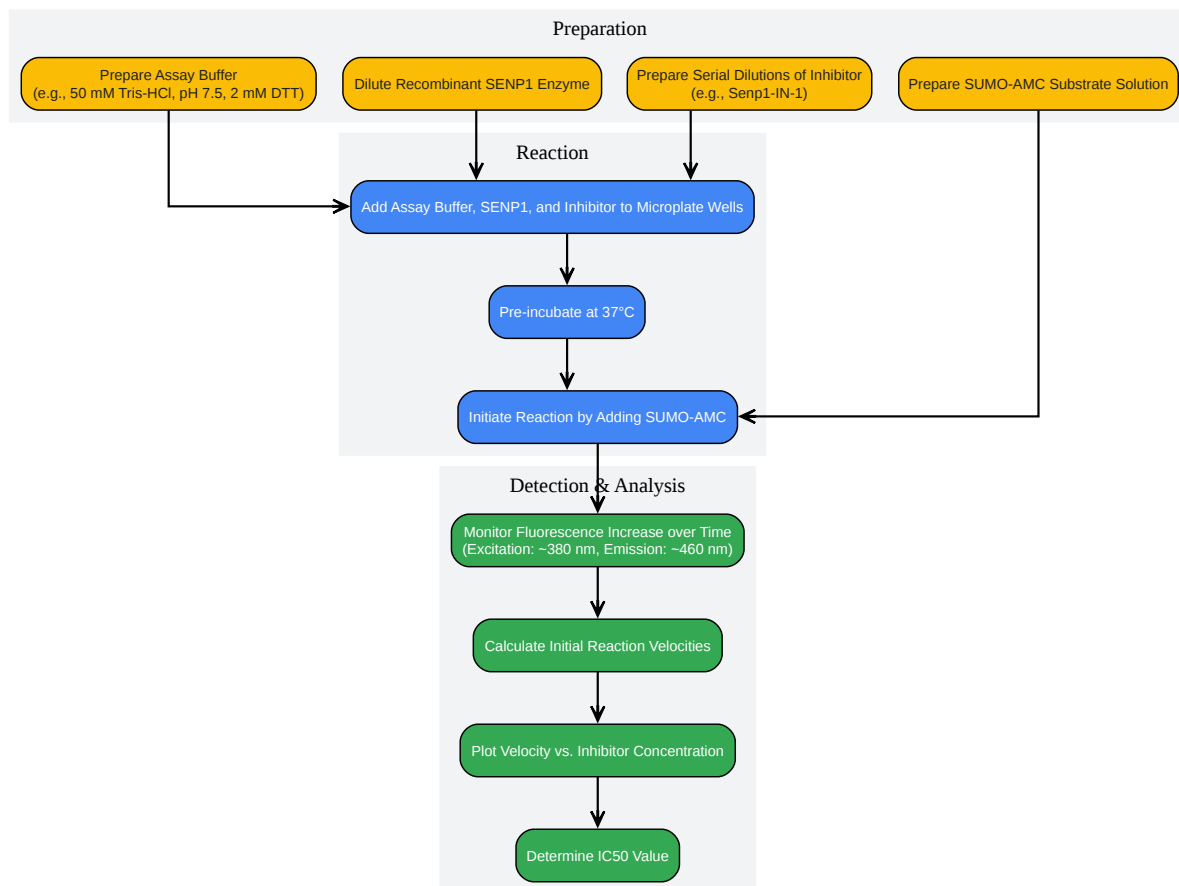 Preparation
Prepare Assay Buffer
(e.g., 50 mM Tris-HCl, pH 7.5, 2 mM DTT)
Dilute Recombinant SENP1 Enzyme
Prepare Serial Dilutions of Inhibitor
(e.g., Senp1-IN-1)
Prepare SUMO-AMC Substrate Solution
Reaction
Add Assay Buffer, SENP1, and Inhibitor to Microplate Wells
Pre-incubate at 37°C
Initiate Reaction by Adding SUMO-AMC
Detection & Analysis
Monitor Fluorescence Increase over Time
(Excitation: ~380 nm, Emission: ~460 nm)
Calculate Initial Reaction Velocities
Plot Velocity vs. Inhibitor Concentration
Determine IC50 Value